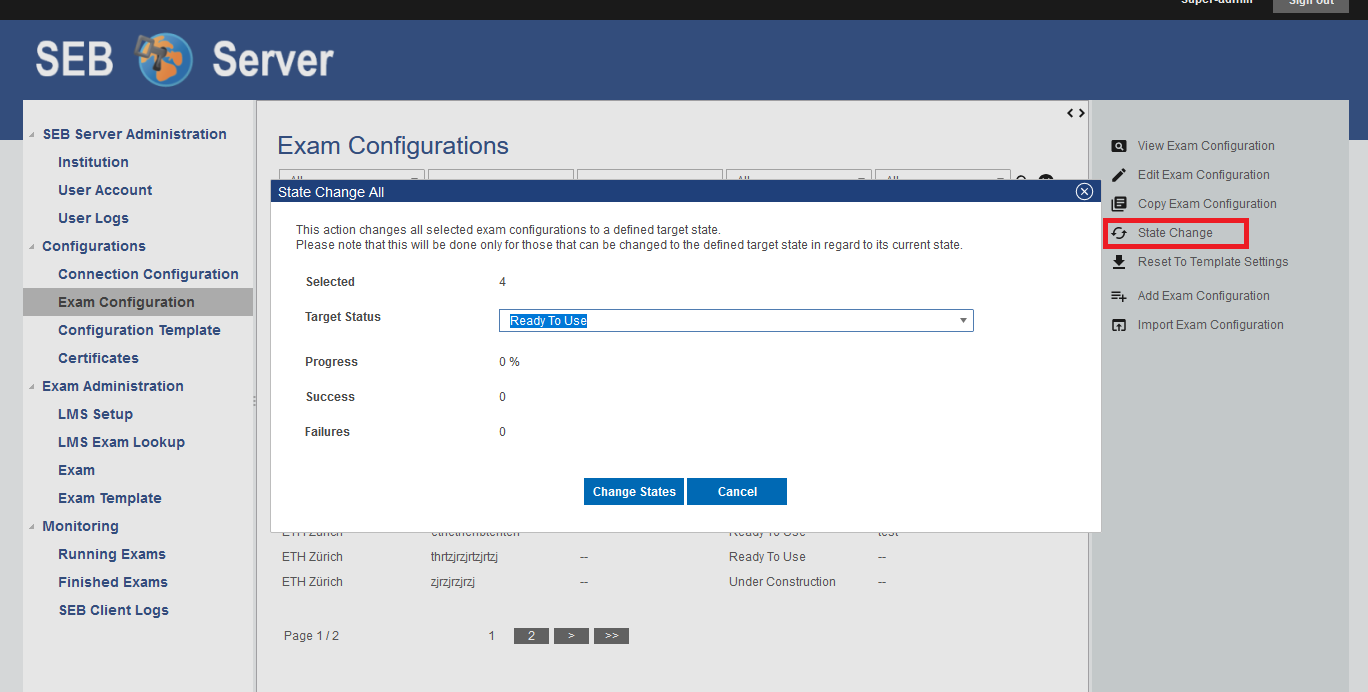 super-admin
Sign out
SEB Server
SEB Server Administration
Institution
User Account
User Logs
Configurations
Connection Configuration
Exam Configuration
Configuration Template
Certificates
Exam Administration
LMS Setup
LMS Exam Lookup
Exam
Exam Template
Monitoring
Running Exams
Finished Exams
SEB Client Logs
Exam Configurations
All All All
State Change All
This action changes all selected exam configurations to a defined target state.
Please note that this will be done only for those that can be changed to the defined target state in regard to its current state.
Selected 4
Target Status Ready To Use
Progress 0 %
Success 0
Failures 0
Change States Cancel
ETH Zürich Ready To Use test
ETH Zürich thrtzjrzjrtzjrtzj -- Ready To Use --
ETH Zürich zjrzjrzjrzj -- Under Construction --
Page 1 / 2 1 2 > >>
View Exam Configuration
Edit Exam Configuration
Copy Exam Configuration
State Change
Reset To Template Settings
Add Exam Configuration
Import Exam Configuration